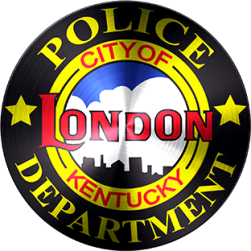 POLICE
CITY OF
LONDON
KENTUCKY
DEPARTMENT